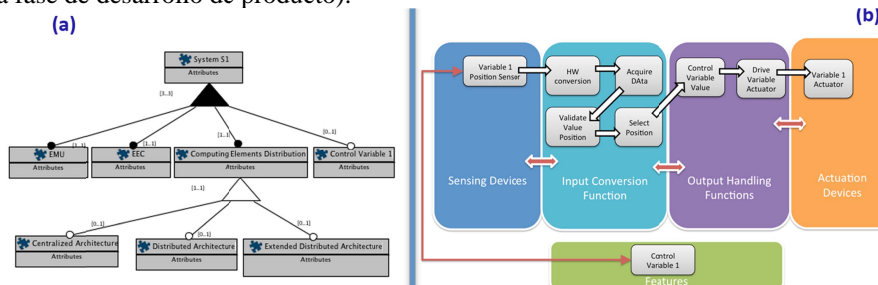 a fase de desarrollo de producto).
(a)
System S1
Attributes
[3..3]
[1..1]
[1..1]
[1..1]
[0..1]
EMU
EEC
Computing Elements Distribution
Control Variable 1
Attributes
Attributes
Attributes
Attributes
[1..1]
[0..1]
[0..1]
[0..1]
Centralized Architecture
Distributed Architecture
Extended Distributed Architecture
Attributes
Attributes
Attributes
(b)
Variable 1
Position Sensor
HW
conversion
Acquire
DAta
Control
Variable
Value
Drive
Variable
Actuator
Variable 1
Actuator
Validate
Value
Position
Select
Position
Sensing Devices
Input Conversion
Function
Output Handling
Functions
Actuation
Devices
Control
Variable 1
Features